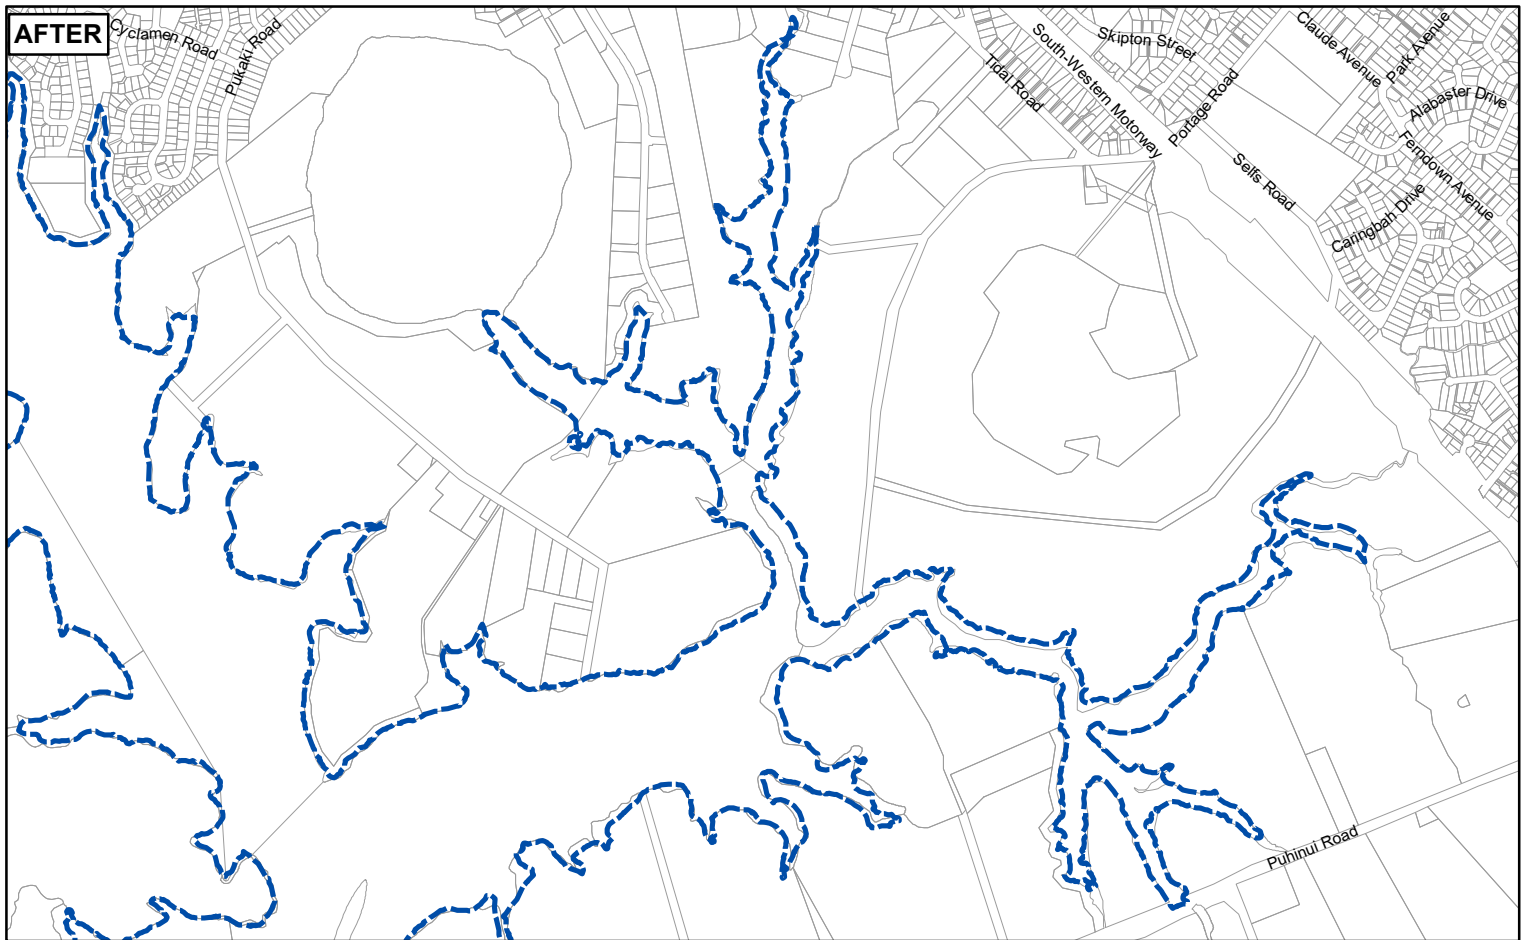 AFTER
Cyclamen Road
Pukaki Road
Tidal Road
South-Western Motorway
Skipton Street
Portage Road
Claude Avenue
Park Avenue
Alabaster Drive
Ferndown Avenue
Selfs Road
Caringbah Drive
Puhinui Road